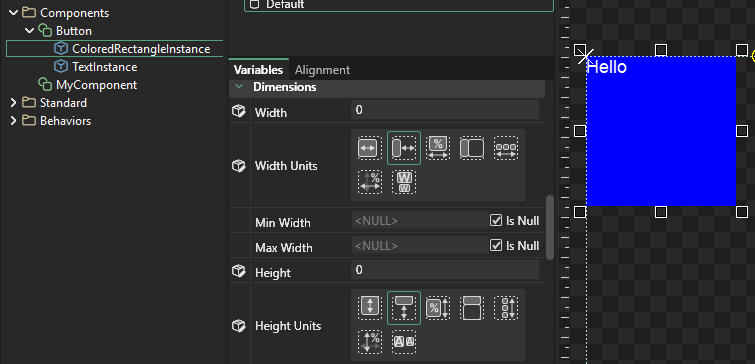 Components
Button
ColoredRectangleInstance
TextInstance
MyComponent
Standard
Behaviors
Default
Variables Alignment
Dimensions
Width 0
Width Units
%
%
W
W
Min Width <NULL> Is Null
Max Width <NULL> Is Null
Height 0
Height Units
%
%
A A
Hello